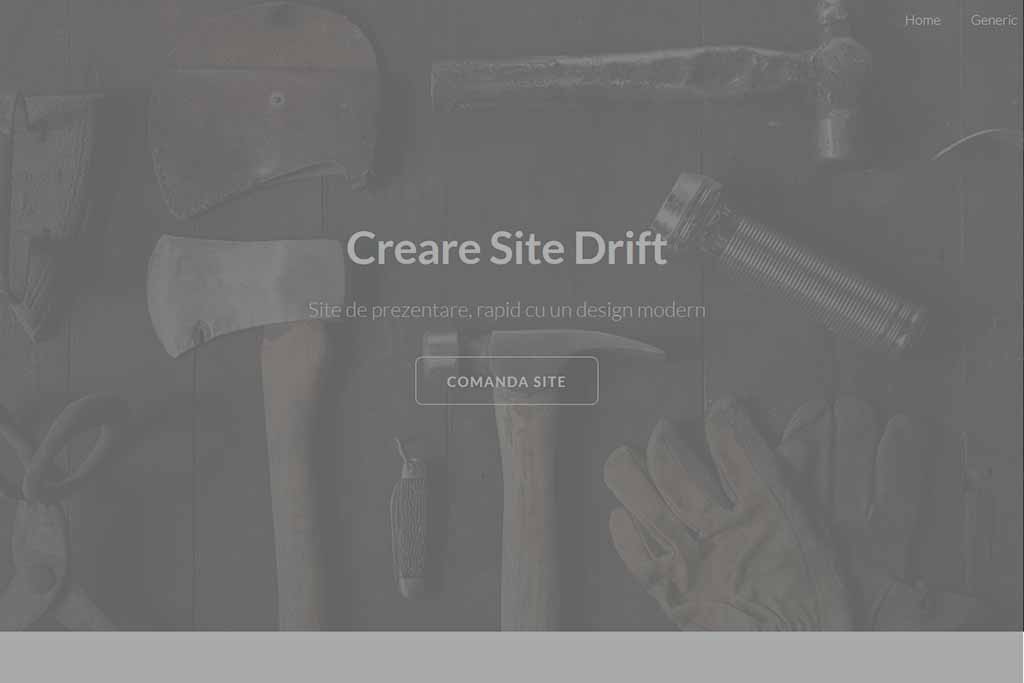 Home Generic
Creare Site Drift
Site de prezentare, rapid cu un design modern
COMANDA SITE